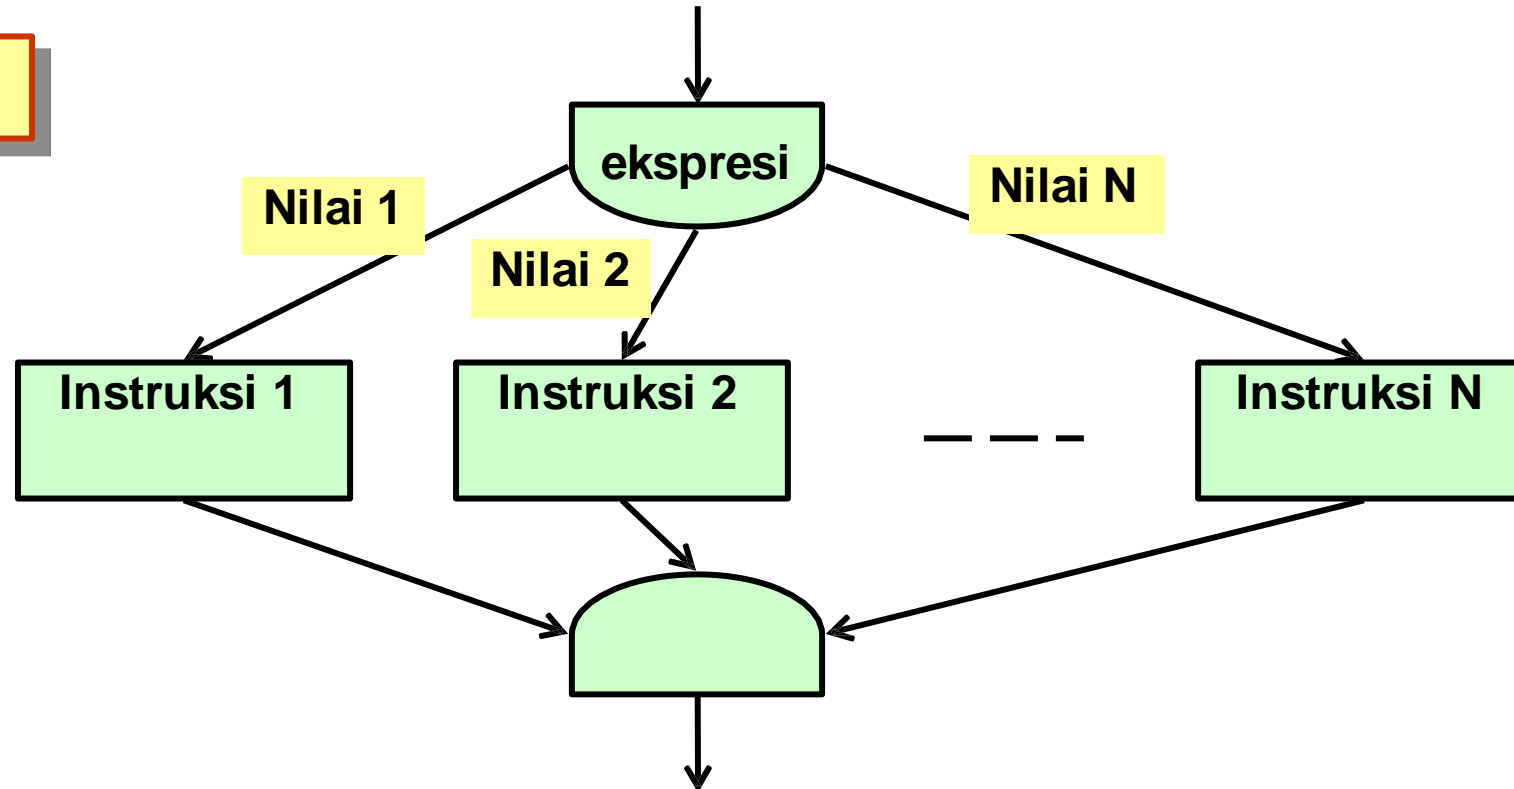 ekspresi
Nilai 1
Nilai 2
Nilai N
Instruksi 1
Instruksi 2
Instruksi N